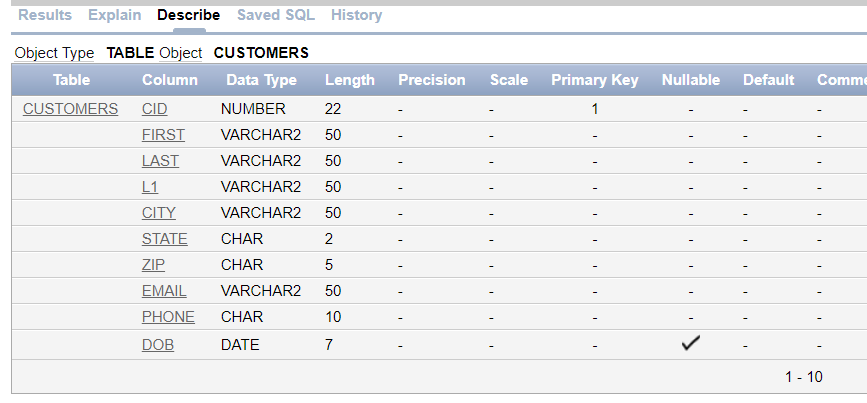 Results Explain Describe Saved SQL History
Object Type TABLE Object CUSTOMERS
Table Column Data Type Length Precision Scale Primary Key Nullable Default Comme
CUSTOMERS CID NUMBER 22 - - 1 - - -
FIRST VARCHAR2 50 - - - - - -
LAST VARCHAR2 50 - - - - - -
L1 VARCHAR2 50 - - - - - -
CITY VARCHAR2 50 - - - - - -
STATE CHAR 2 - - - - - -
ZIP CHAR 5 - - - - - -
EMAIL VARCHAR2 50 - - - - - -
PHONE CHAR 10 - - - - - -
DOB DATE 7 - - - ✓ - -
1 - 10